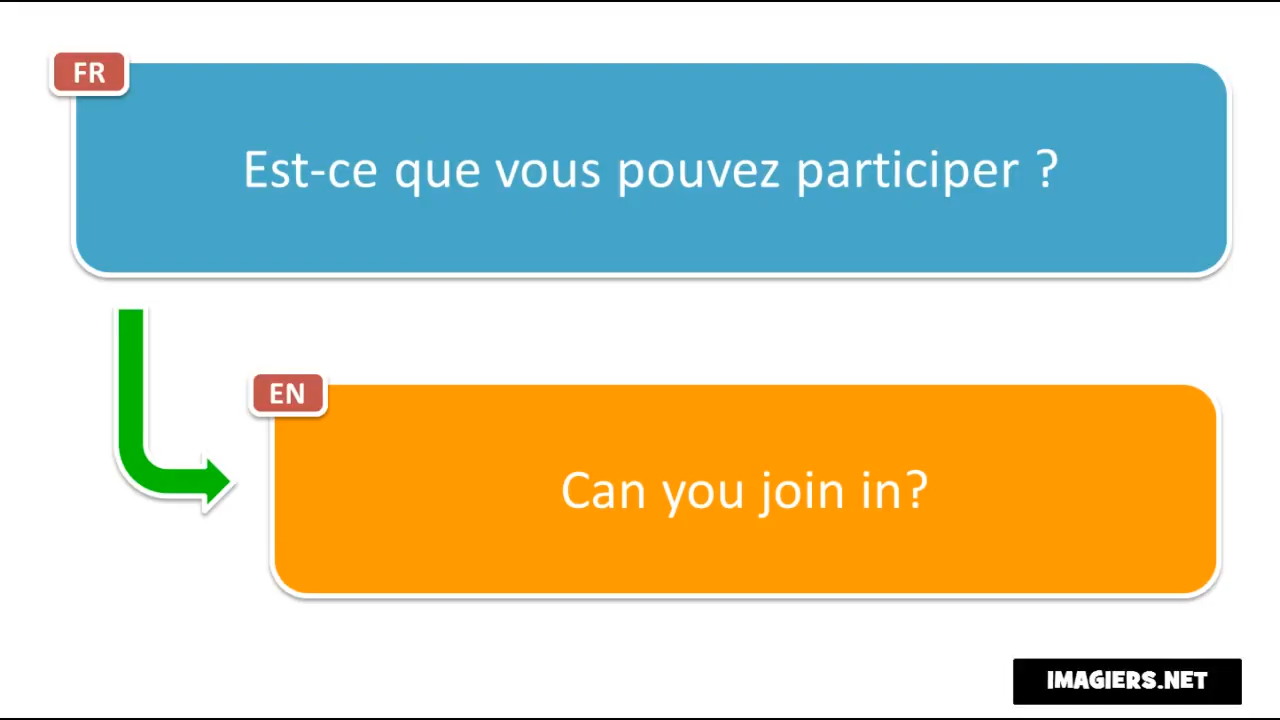 FR
Est-ce que vous pouvez participer ?
EN
Can you join in?
IMAGIERS.NET